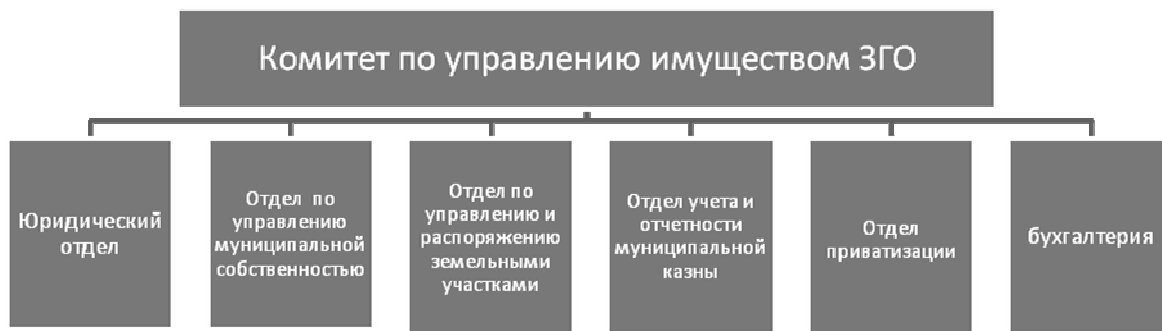 Комитет по управлению имуществом ЗГО
Юридический
отдел
Отдел по
управлению
муниципальной
собственностью
Отдел по
управлению и
распоряжению
земельными
участками
Отдел учета и
отчетности
муниципальной
казны
Отдел
приватизации
бухгалтерия